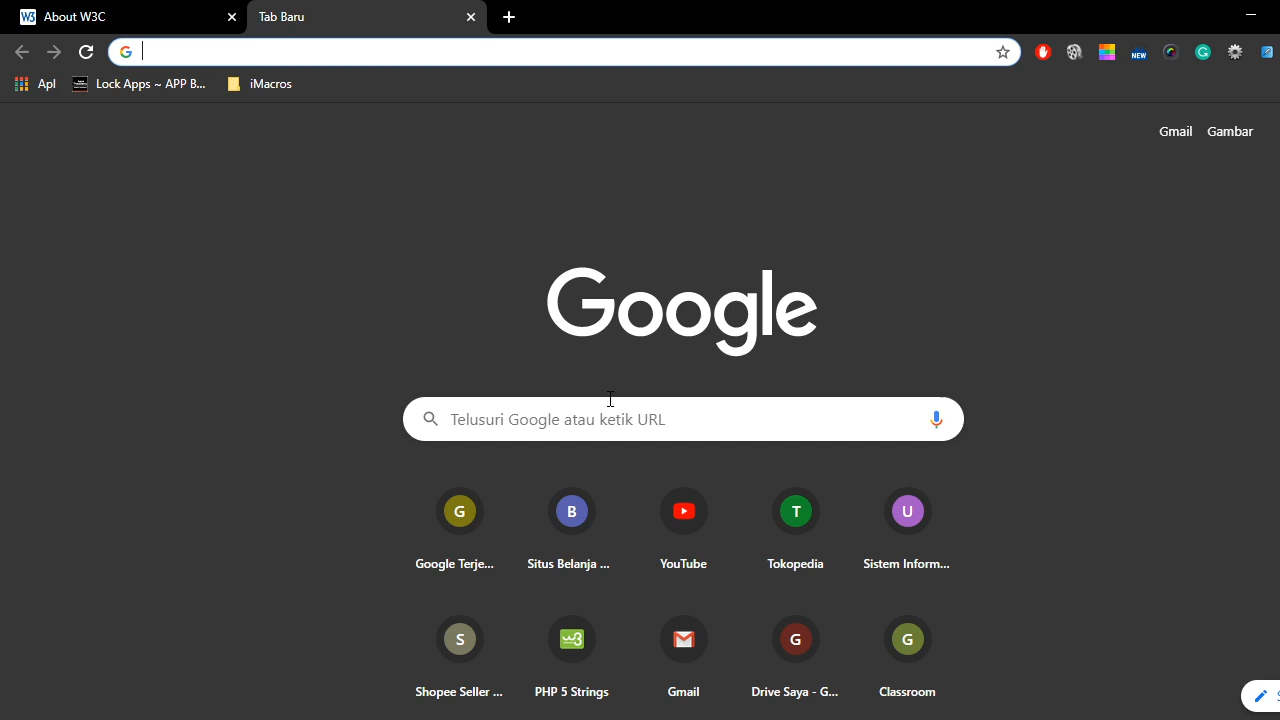 About W3C
Tab Baru
Apl
Lock Apps ~ APP B...
iMacros
NEW
Gmail
Gambar
Google
Telusuri Google atau ketik URL
G
B
T
U
Google Terje...
Situs Belanja ...
YouTube
Tokopedia
Sistem Inform...
S
G
G
Shopee Seller ...
PHP 5 Strings
Gmail
Drive Saya - G...
Classroom